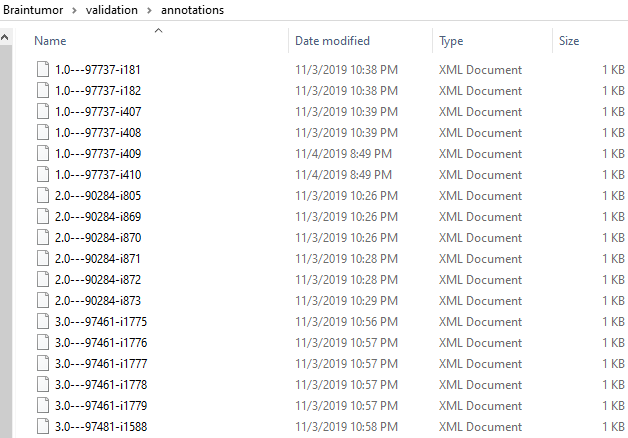 Braintumor > validation > annotations
Name Date modified Type Size
1.0---97737-i181 11/3/2019 10:38 PM XML Document 1 KB
1.0---97737-i182 11/3/2019 10:38 PM XML Document 1 KB
1.0---97737-i407 11/3/2019 10:39 PM XML Document 1 KB
1.0---97737-i408 11/3/2019 10:39 PM XML Document 1 KB
1.0---97737-i409 11/4/2019 8:49 PM XML Document 1 KB
1.0---97737-i410 11/4/2019 8:49 PM XML Document 1 KB
2.0---90284-i805 11/3/2019 10:26 PM XML Document 1 KB
2.0---90284-i869 11/3/2019 10:26 PM XML Document 1 KB
2.0---90284-i870 11/3/2019 10:26 PM XML Document 1 KB
2.0---90284-i871 11/3/2019 10:28 PM XML Document 1 KB
2.0---90284-i872 11/3/2019 10:28 PM XML Document 1 KB
2.0---90284-i873 11/3/2019 10:29 PM XML Document 1 KB
3.0---97461-i1775 11/3/2019 10:56 PM XML Document 1 KB
3.0---97461-i1776 11/3/2019 10:57 PM XML Document 1 KB
3.0---97461-i1777 11/3/2019 10:57 PM XML Document 1 KB
3.0---97461-i1778 11/3/2019 10:57 PM XML Document 1 KB
3.0---97461-i1779 11/3/2019 10:57 PM XML Document 1 KB
3.0---97481-i1588 11/3/2019 10:58 PM XML Document 1 KB